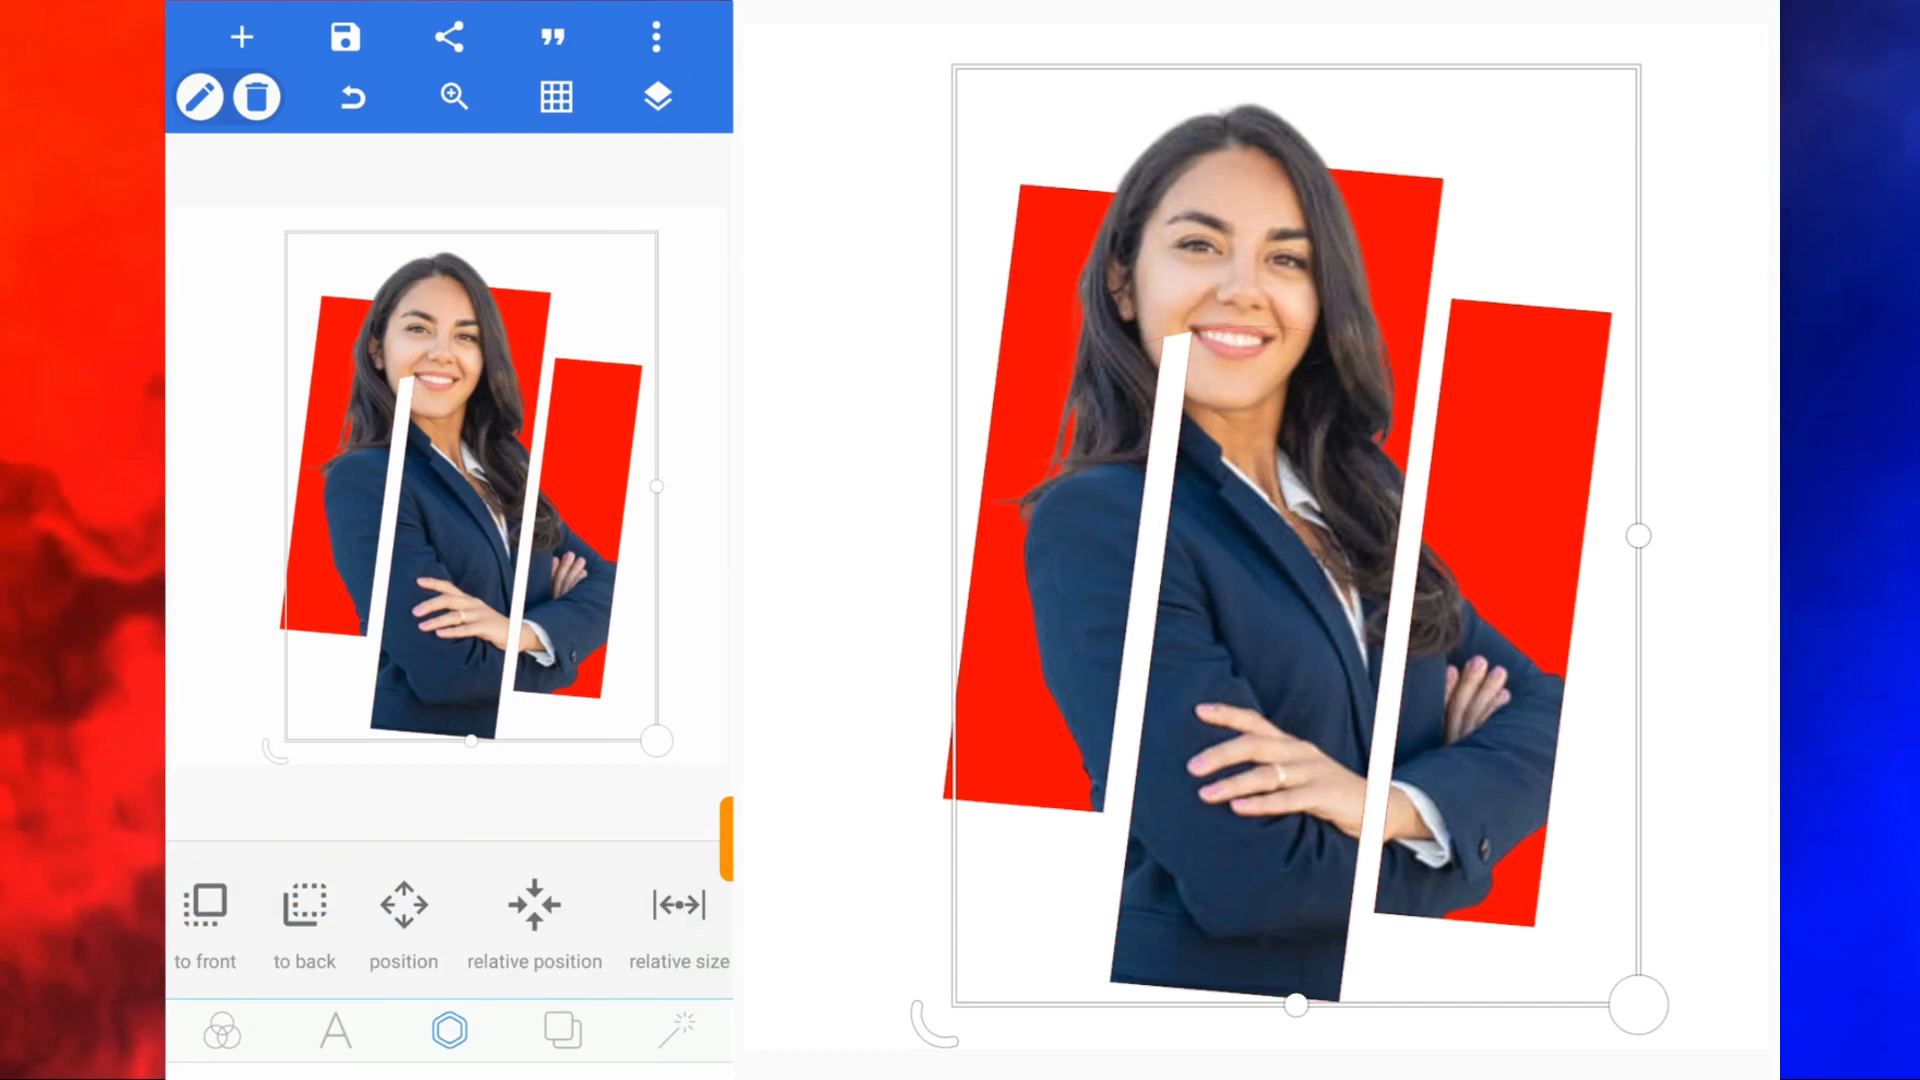 to front
to back
position
relative position
relative size